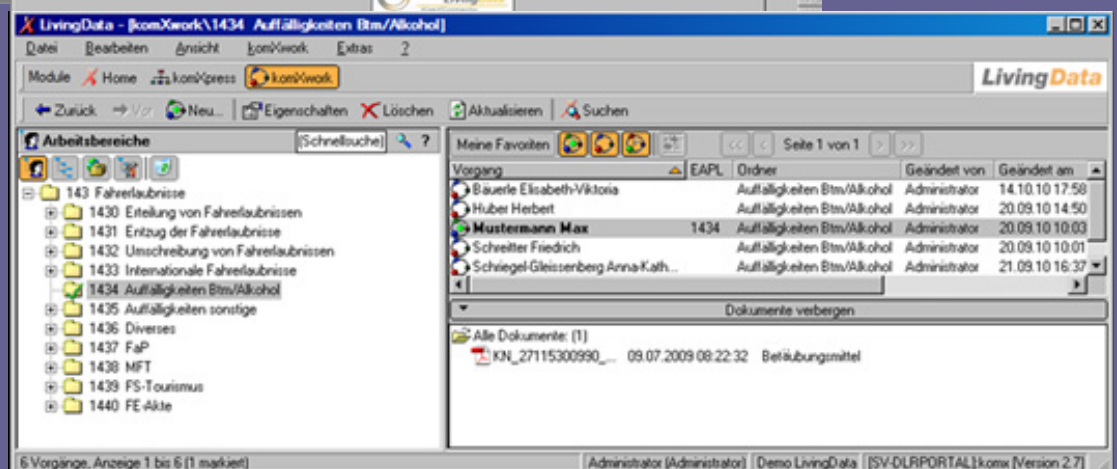 LivingData - [komXwork\1434 Auffälligkeiten Btm/Alkohol]
Datei Bearbeiten Ansicht komXwork Extras ?
Module Home komXpress komXwork LivingData
Zurück Vor Neu... Eigenschaften Löschen Aktualisieren Suchen
Arbeitsbereiche [Schnellsuche] ?
Meine Favoriten << < Seite 1 von 1 > >>
Vorgang EAPL Ordner Geändert von Geändert am
Bäuerle Elisabeth-Viktoria Auffälligkeiten Btm/Alkohol Administrator 14.10.10 17:58
Huber Herbert Auffälligkeiten Btm/Alkohol Administrator 20.09.10 14:50
Mustermann Max 1434 Auffälligkeiten Btm/Alkohol Administrator 20.09.10 10:03
Schreitter Friedrich Auffälligkeiten Btm/Alkohol Administrator 20.09.10 10:01
Schriegel-Gleissenberg Anna-Kath... Auffälligkeiten Btm/Alkohol Administrator 21.09.10 16:37
143 Fahrerlaubnisse
1430 Erteilung von Fahrerlaubnissen
1431 Entzug der Fahrerlaubnisse
1432 Umschreibung von Fahrerlaubnissen
1433 Internationale Fahrerlaubnisse
1434 Auffälligkeiten Btm/Alkohol
1435 Auffälligkeiten sonstige
1436 Diverses
1437 FaP
1438 MFT
1439 FS-Tourismus
1440 FE-Akte
Dokumente verbergen
Alle Dokumente: (1)
KN_27115300990_... 09.07.2009 08:22:32 Betäubungsmittel
6 Vorgänge, Anzeige 1 bis 6 (1 markiert) Administrator (Administrator) Demo LivingData [SV-DLRPORTAL]:komx [Version 2.7]